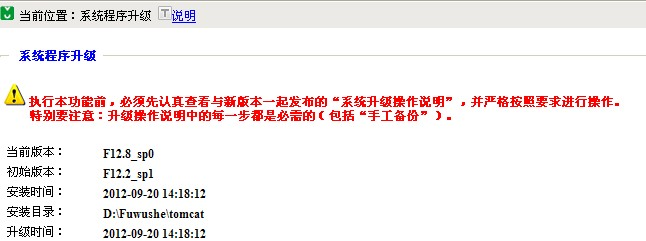 当前位置：系统程序升级 T说明
系统程序升级
执行本功能前，必须先认真查看与新版本一起发布的“系统升级操作说明”，并严格按照要求进行操作。
特别要注意：升级操作说明中的每一步都是必需的（包括“手工备份”）。
当前版本： F12.8_sp0
初始版本： F12.2_sp1
安装时间： 2012-09-20 14:18:12
安装目录： D:\Fuwushe\tomcat
升级时间： 2012-09-20 14:18:12